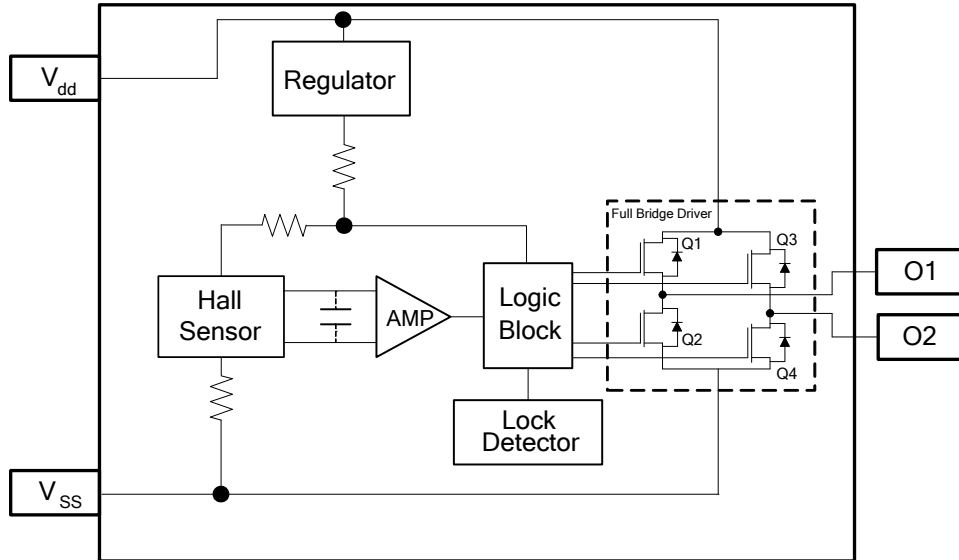 Vdd
Regulator
Full Bridge Driver
Q1
Q3
Hall
Sensor
AMP
Logic
Block
O1
Q2
O2
Q4
Lock
Detector
VSS